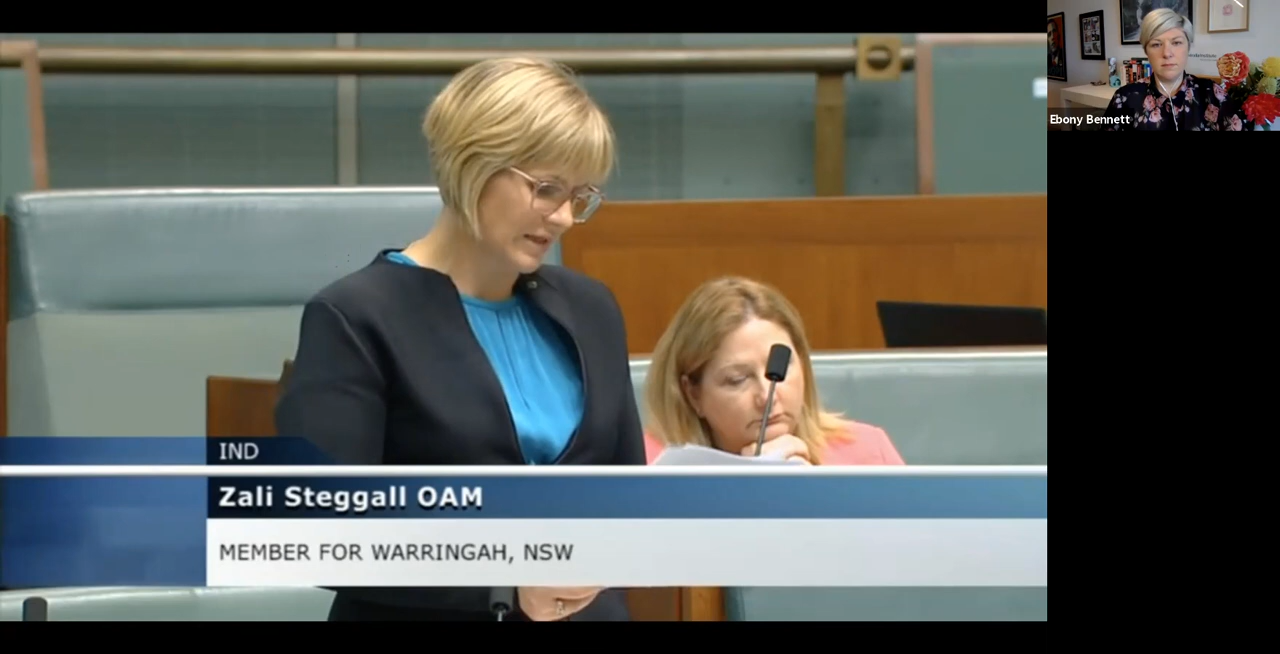 IND
Zali Steggall OAM
MEMBER FOR WARRINGAH, NSW
Ebony Bennett